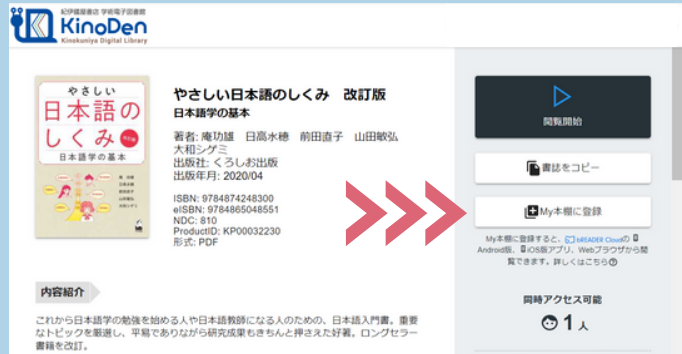 紀伊國屋書店 学術電子図書館
KinoDen
Kinokuniya Digital Library
やさしい
日本語の
しくみ
改訂版
日本語学の基本
やさしい日本語のしくみ 改訂版
日本語学の基本
著者: 庵功雄 日高水穂 前田直子 山田敏弘
大和シゲミ
出版社: くろしお出版
出版年月: 2020/04
ISBN: 9784874248300
eISBN: 9784865048551
NDC: 810
ProductID: KP00032230
形式: PDF
内容紹介
これから日本語学の勉強を始める人や日本語教師になる人のための、日本語入門書。重要
なトピックを厳選し、平易でありながら研究成果もきちんと押さえた好著。ロングセラー
書籍を改訂。
閲覧開始
書誌をコピー
My本棚に登録
My本棚に登録すると、bREADER Cloudの
Android版、iOS版アプリ、Webブラウザから閲
覧できます。詳しくはこちら
同時アクセス可能
1人